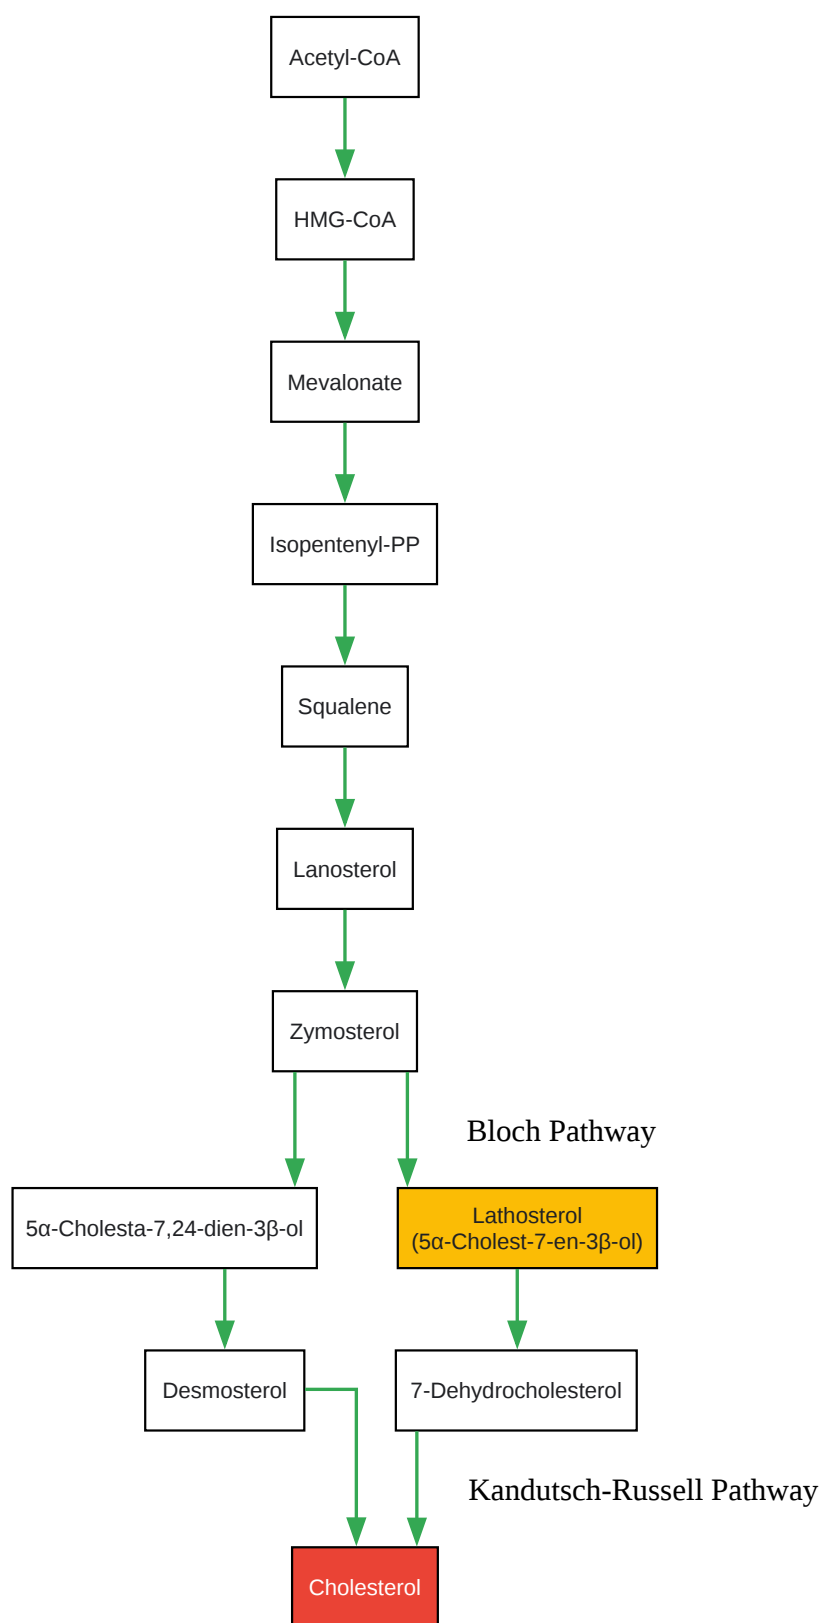 Acetyl-CoA
HMG-CoA
Mevalonate
Isopentenyl-PP
Squalene
Lanosterol
Zymosterol
Bloch Pathway
5α-Cholesta-7,24-dien-3β-ol
Lathosterol
(5α-Cholest-7-en-3β-ol)
Desmosterol
7-Dehydrocholesterol
Kandutsch-Russell Pathway
Cholesterol